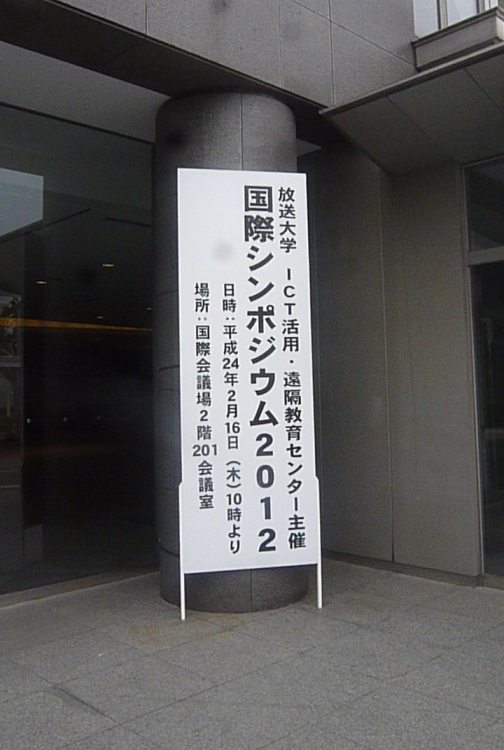 放送大学 ICT活用・遠隔教育センター主催
国際シンポジウム2012
日時：平成24年2月16日（木）10時より
場所：国際会議場2階201会議室